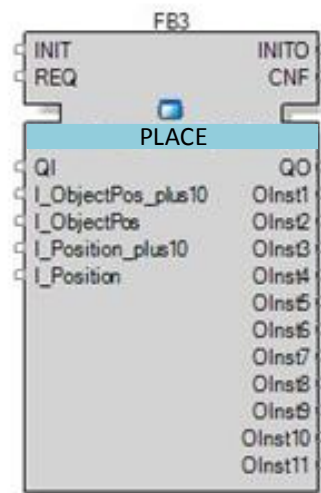 FB3
INIT INITO
REQ CNF
PLACE
QI QO
I_ObjectPos_plus10 OInst1
I_ObjectPos OInst2
I_Position_plus10 OInst3
I_Position OInst4
OInst5
OInst6
OInst7
OInst8
OInst9
OInst10
OInst11